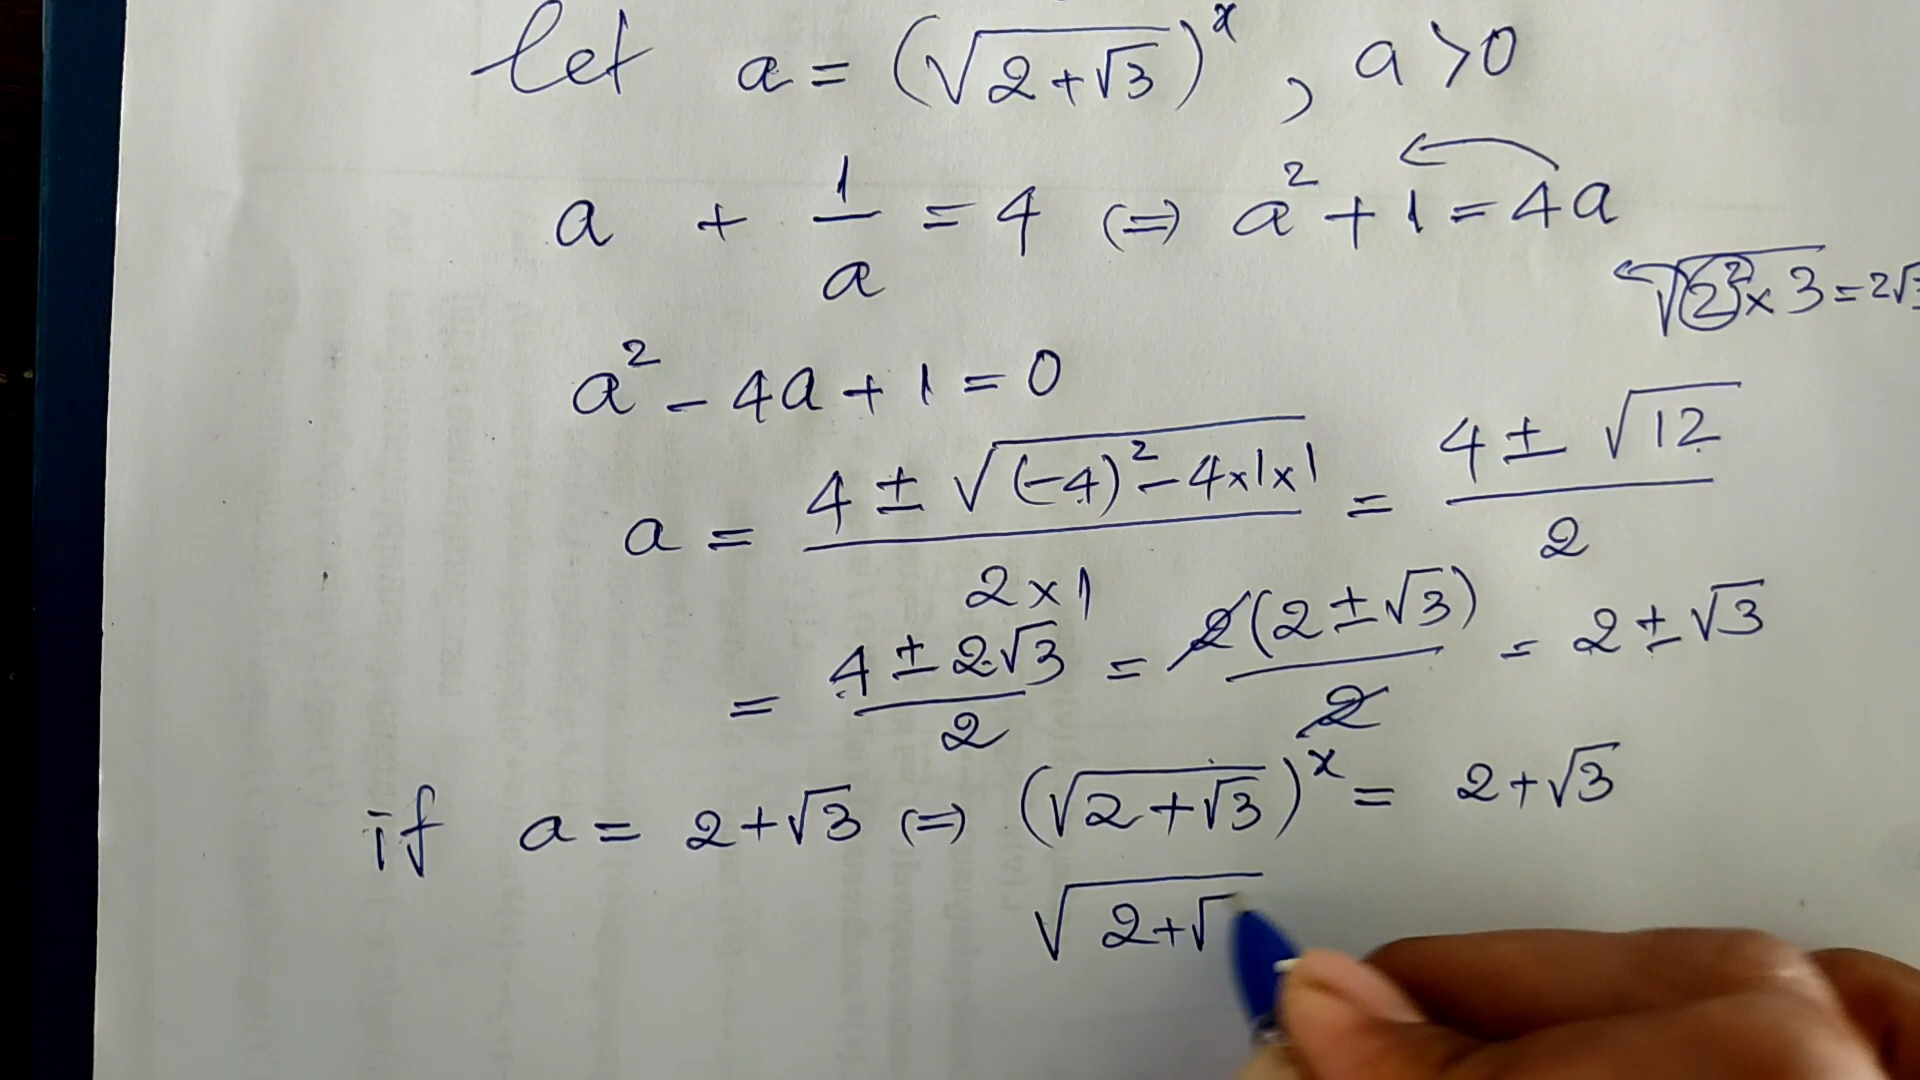 let a = (√(2+√3))^x , a>0
a + 1/a = 4 (=) a² + 1 = 4a
√(2²×3) = 2√3
a² - 4a + 1 = 0
a = (4 ± √((-4)² - 4×1×1))/(2×1) = (4 ± √12)/2
= (4 ± 2√3)/2 = 2(2 ± √3)/2 = 2 ± √3
if a = 2+√3 (=) (√(2+√3))^x = 2+√3
√(2+√